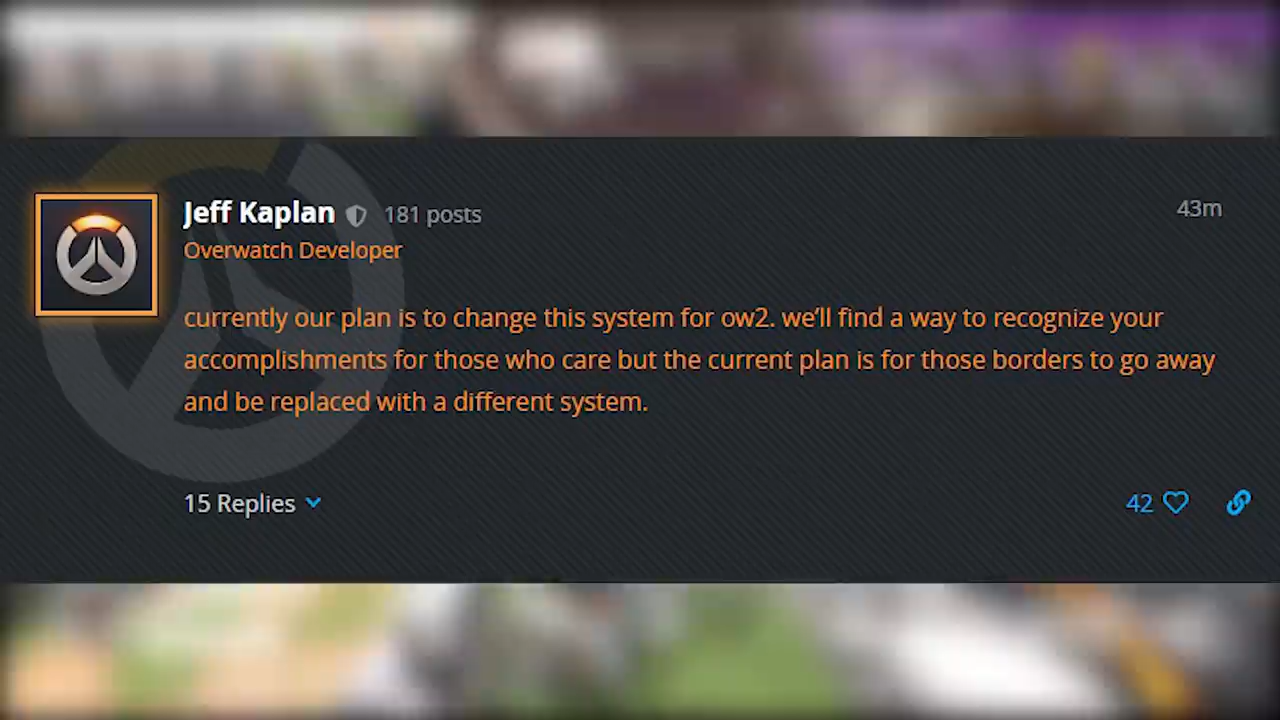 Jeff Kaplan 181 posts 43m
Overwatch Developer
currently our plan is to change this system for ow2. we'll find a way to recognize your
accomplishments for those who care but the current plan is for those borders to go away
and be replaced with a different system.
15 Replies 42